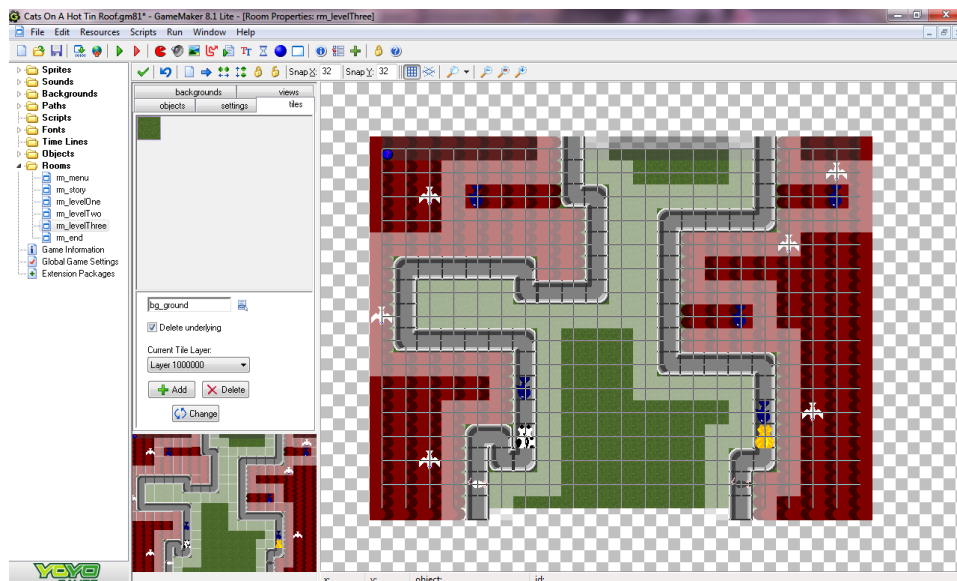 Cats On A Hot Tin Roof.gm81* - GameMaker 8.1 Lite - [Room Properties: rm_levelThree]
File Edit Resources Scripts Run Window Help
Snap X: 32 Snap Y: 32
Sprites
Sounds
Backgrounds
Paths
Scripts
Fonts
Time Lines
Objects
Rooms
rm_menu
rm_story
rm_levelOne
rm_levelTwo
rm_levelThree
rm_end
Game Information
Global Game Settings
Extension Packages
backgrounds views
objects settings tiles
bg_ground
Delete underlying
Current Tile Layer:
Layer 1000000
Add Delete
Change
YOYO
GAMES
x: y: object: id: